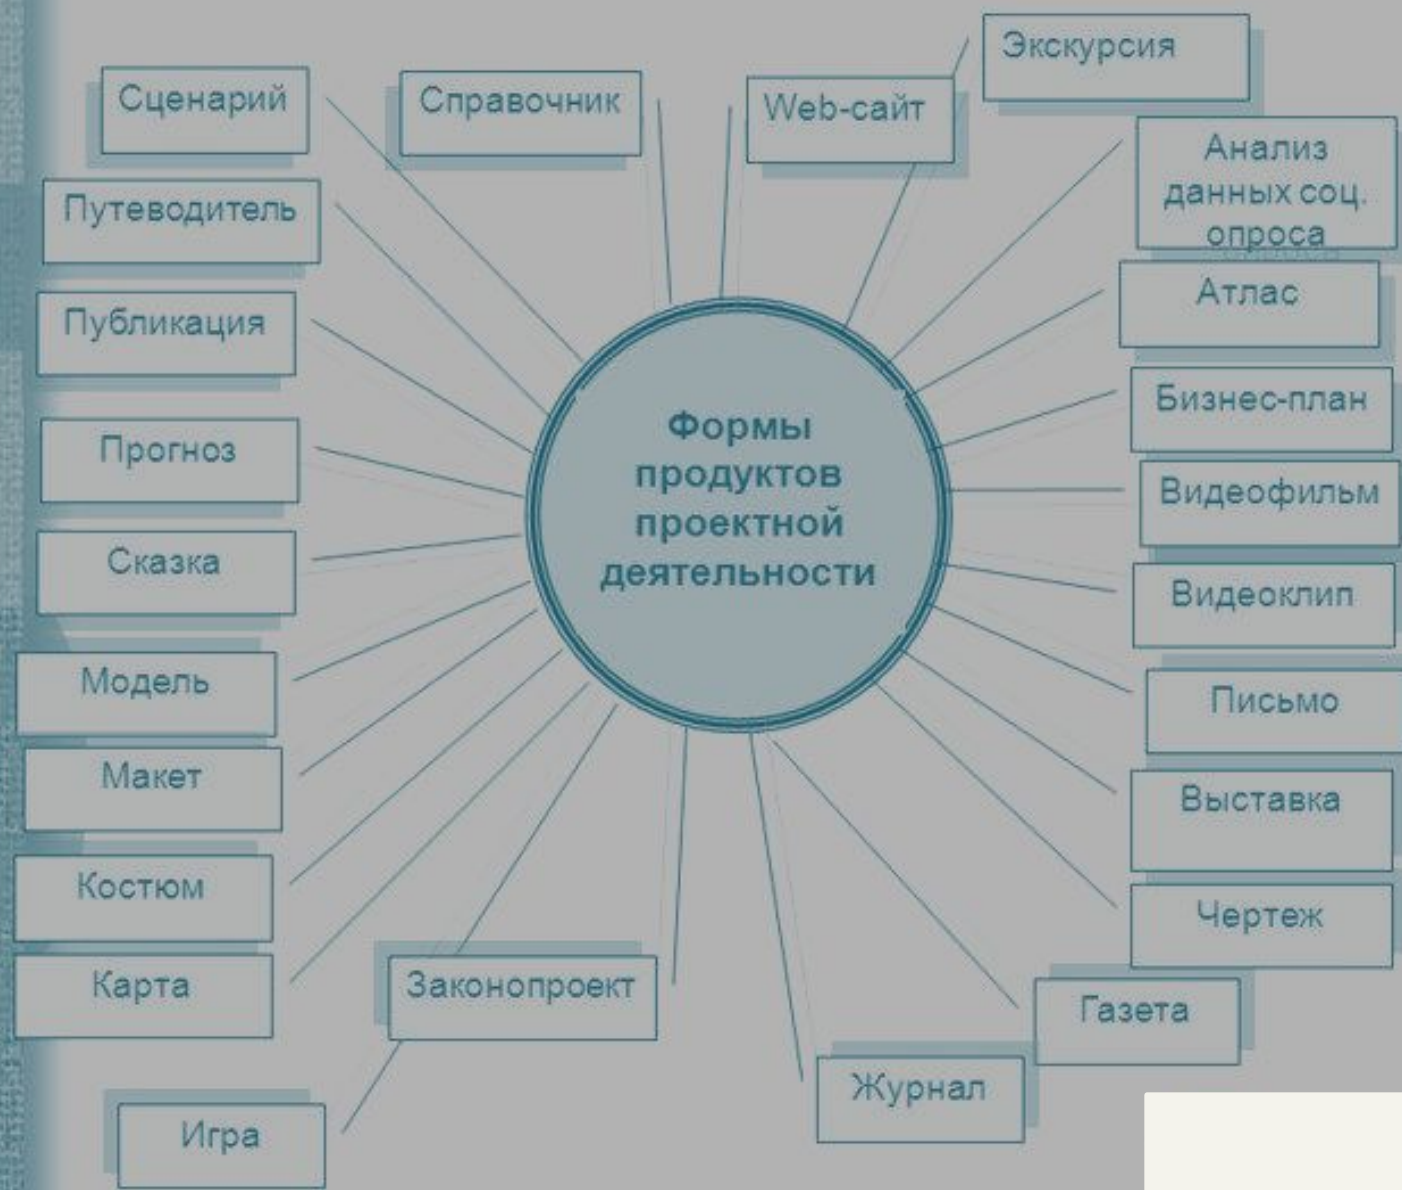 Экскурсия
Сценарий
Справочник
Web-сайт
Анализ
данных соц.
опроса
Путеводитель
Атлас
Публикация
Бизнес-план
Формы
продуктов
проектной
деятельности
Прогноз
Видеофильм
Сказка
Видеоклип
Модель
Письмо
Макет
Выставка
Костюм
Чертеж
Карта
Законопроект
Газета
Журнал
Игра